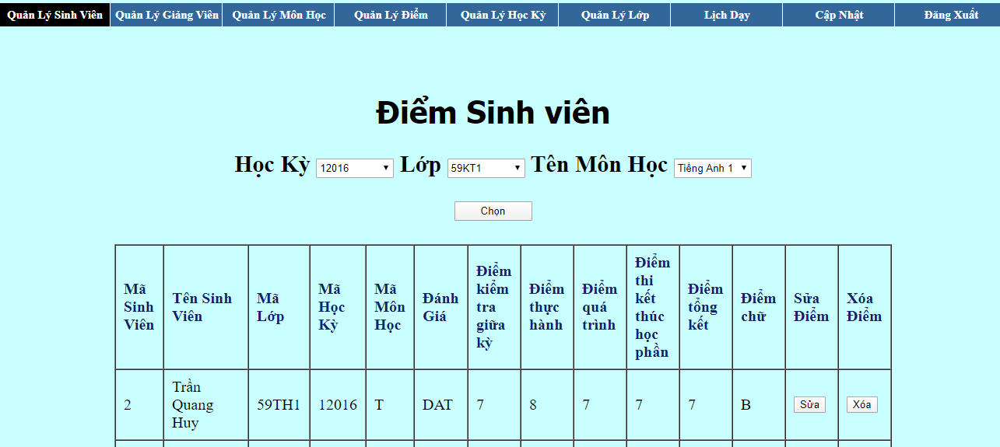 Quản Lý Sinh Viên Quản Lý Giảng Viên Quản Lý Môn Học Quản Lý Điểm Quản Lý Học Kỳ Quản Lý Lớp Lịch Dạy Cập Nhật Đăng Xuất
Điểm Sinh viên
Học Kỳ 12016 Lớp 59KT1 Tên Môn Học Tiếng Anh 1
Chọn
Mã
Sinh
Viên
Tên Sinh
Viên
Mã
Lớp
Mã
Học
Kỳ
Mã
Môn
Học
Đánh
Giá
Điểm
kiểm
tra
giữa
kỳ
Điểm
thực
hành
Điểm
quá
trình
Điểm
thi
kết
thúc
học
phần
Điểm
tổng
kết
Điểm
chữ
Sửa
Điểm
Xóa
Điểm
2
Trần
Quang
Huy
59TH1
12016
T
DAT
7
8
7
7
7
B
Sửa
Xóa